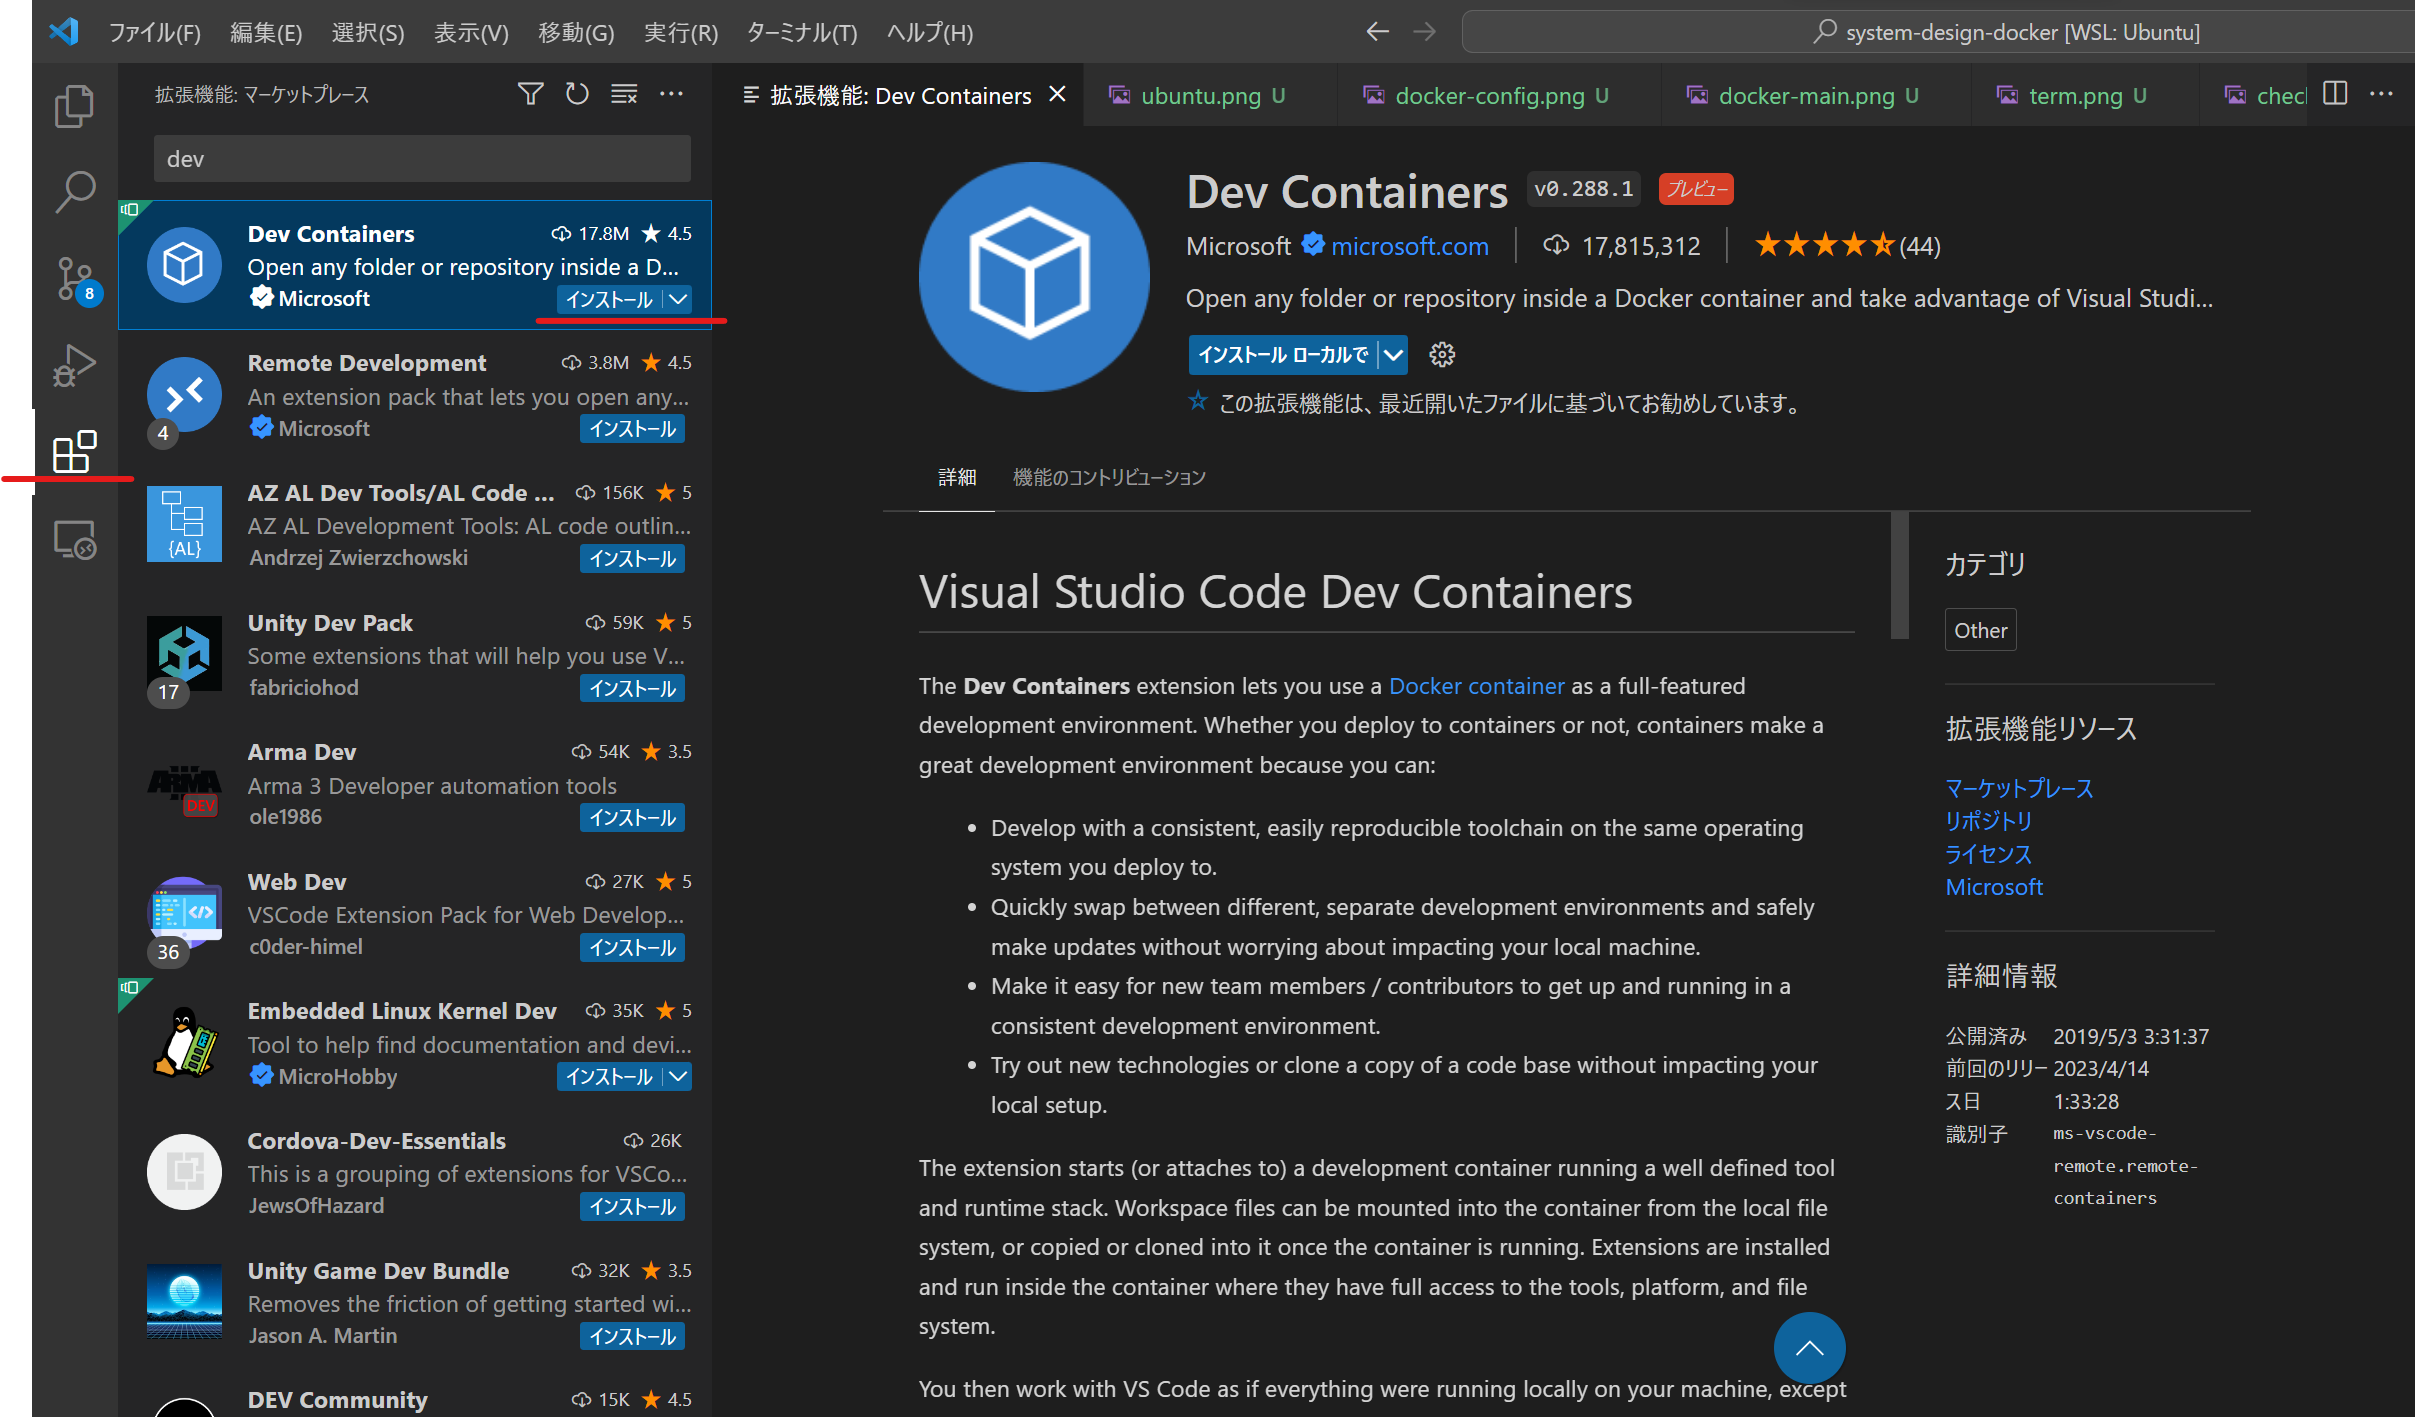 ファイル(F) 編集(E) 選択(S) 表示(V) 移動(G) 実行(R) ターミナル(T) ヘルプ(H)
system-design-docker [WSL: Ubuntu]
拡張機能: マーケットプレース
dev
8
Dev Containers 17.8M ★ 4.5
Open any folder or repository inside a D...
Microsoft インストール
Remote Development 3.8M ★ 4.5
An extension pack that lets you open any...
4
Microsoft インストール
AZ AL Dev Tools/AL Code ... 156K ★ 5
AZ AL Development Tools: AL code outlin...
{AL}
Andrzej Zwierzchowski インストール
Unity Dev Pack 59K ★ 5
Some extensions that will help you use V...
17
fabriciohod インストール
Arma Dev 54K ★ 3.5
Arma 3 Developer automation tools
ARMA
DEV
ole1986 インストール
Web Dev 27K ★ 5
VSCode Extension Pack for Web Develop...
36
c0der-himel インストール
Embedded Linux Kernel Dev 35K ★ 5
Tool to help find documentation and devi...
MicroHobby インストール
Cordova-Dev-Essentials 26K
This is a grouping of extensions for VSCo...
JewsOfHazard インストール
Unity Game Dev Bundle 32K ★ 3.5
Removes the friction of getting started wi...
Jason A. Martin インストール
DEV Community 15K ★ 4.5
拡張機能: Dev Containers ubuntu.png U docker-config.png U docker-main.png U term.png U
Dev Containers v0.288.1 プレビュー
Microsoft microsoft.com 17,815,312 ★★★★ (44)
Open any folder or repository inside a Docker container and take advantage of Visual Studi...
インストール ローカルで
☆ この拡張機能は、最近開いたファイルに基づいてお勧めしています。
詳細 機能のコントリビューション
Visual Studio Code Dev Containers
The Dev Containers extension lets you use a Docker container as a full-featured
development environment. Whether you deploy to containers or not, containers make a
great development environment because you can:
• Develop with a consistent, easily reproducible toolchain on the same operating
system you deploy to.
• Quickly swap between different, separate development environments and safely
make updates without worrying about impacting your local machine.
• Make it easy for new team members / contributors to get up and running in a
consistent development environment.
• Try out new technologies or clone a copy of a code base without impacting your
local setup.
The extension starts (or attaches to) a development container running a well defined tool
and runtime stack. Workspace files can be mounted into the container from the local file
system, or copied or cloned into it once the container is running. Extensions are installed
and run inside the container where they have full access to the tools, platform, and file
system.
You then work with VS Code as if everything were running locally on your machine, except
カテゴリ
Other
拡張機能リソース
マーケットプレース
リポジトリ
ライセンス
Microsoft
詳細情報
公開済み 2019/5/3 3:31:37
前回のリリー 2023/4/14
ス日 1:33:28
識別子 ms-vscode-
remote.remote-
containers